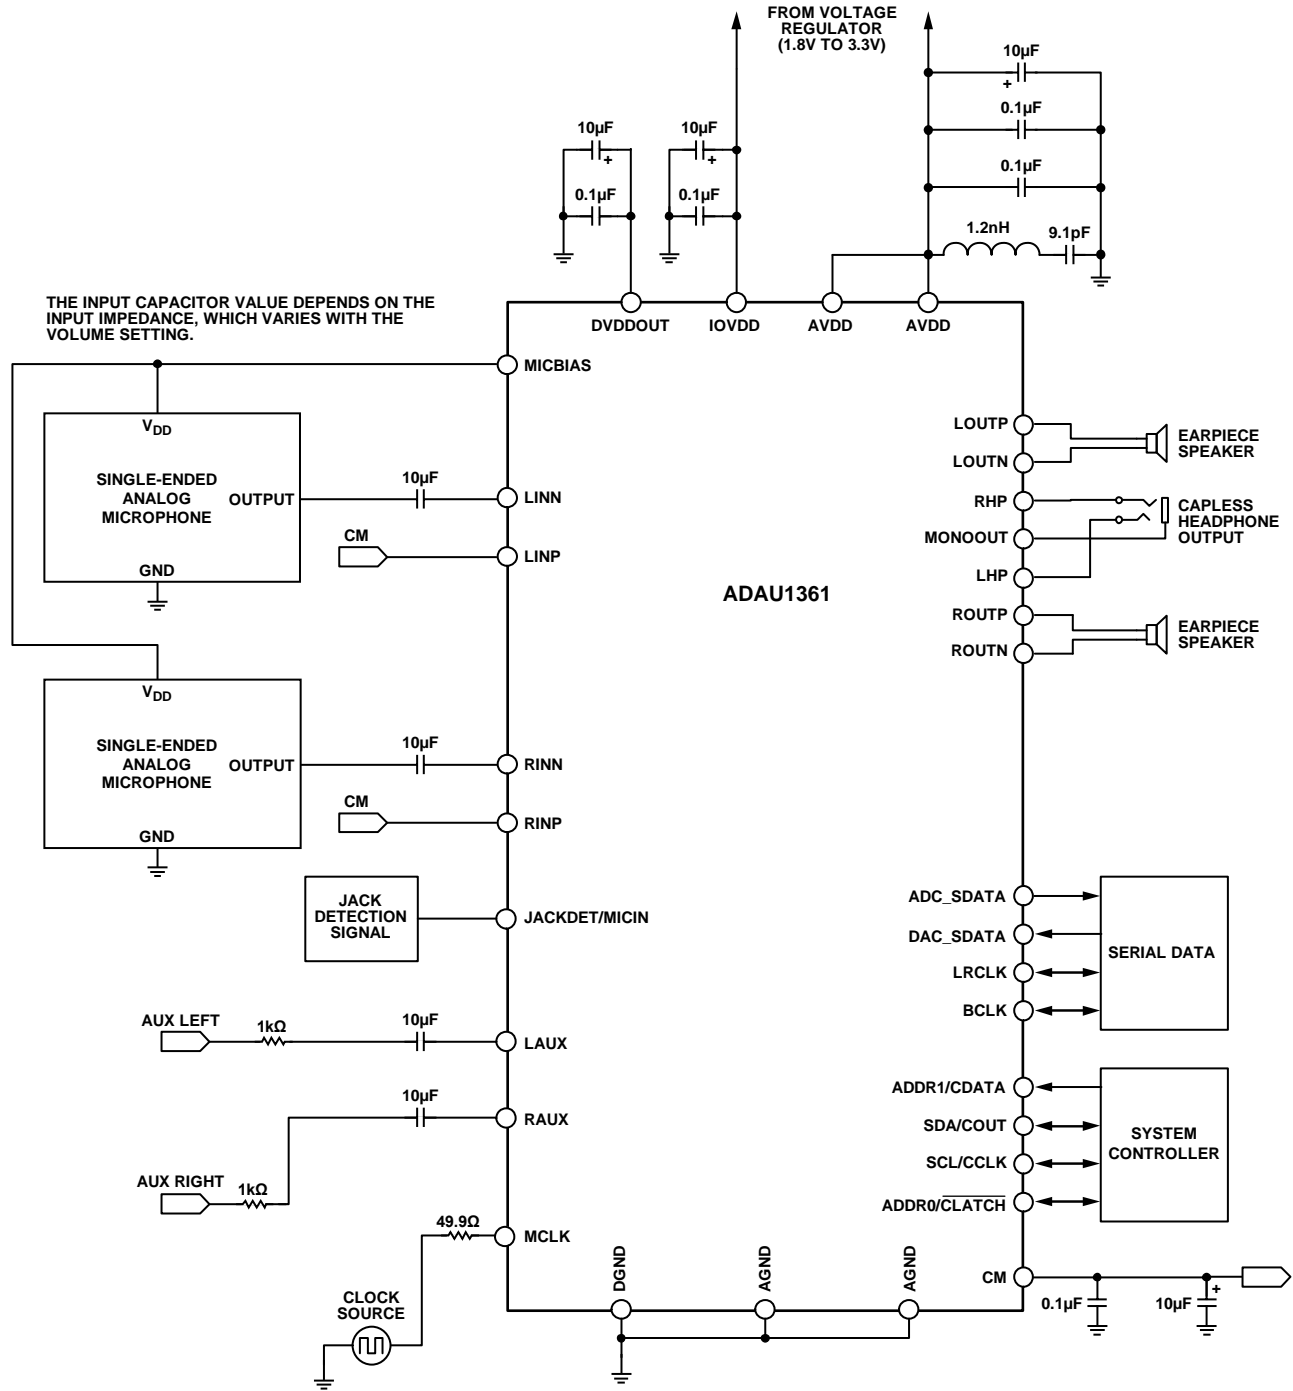 FROM VOLTAGE
REGULATOR
(1.8V TO 3.3V)
10µF
+
0.1µF
0.1µF
1.2nH
9.1pF
10µF
+
0.1µF
10µF
+
0.1µF
THE INPUT CAPACITOR VALUE DEPENDS ON THE
INPUT IMPEDANCE, WHICH VARIES WITH THE
VOLUME SETTING.
DVDDOUT
IOVDD
AVDD
AVDD
MICBIAS
VDD
SINGLE-ENDED
ANALOG
MICROPHONE
OUTPUT
GND
10µF
LINN
CM
LINP
VDD
SINGLE-ENDED
ANALOG
MICROPHONE
OUTPUT
GND
10µF
RINN
CM
RINP
JACK
DETECTION
SIGNAL
JACKDET/MICIN
AUX LEFT
1kΩ
10µF
LAUX
10µF
RAUX
AUX RIGHT
1kΩ
49.9Ω
MCLK
CLOCK
SOURCE
ADAU1361
LOUTP
LOUTN
EARPIECE
SPEAKER
RHP
MONOOUT
LHP
CAPLESS
HEADPHONE
OUTPUT
ROUTP
ROUTN
EARPIECE
SPEAKER
ADC_SDATA
DAC_SDATA
LRCLK
BCLK
SERIAL DATA
ADDR1/CDATA
SDA/COUT
SCL/CCLK
ADDR0/CLATCH
SYSTEM
CONTROLLER
DGND
AGND
AGND
CM
0.1µF
10µF
+